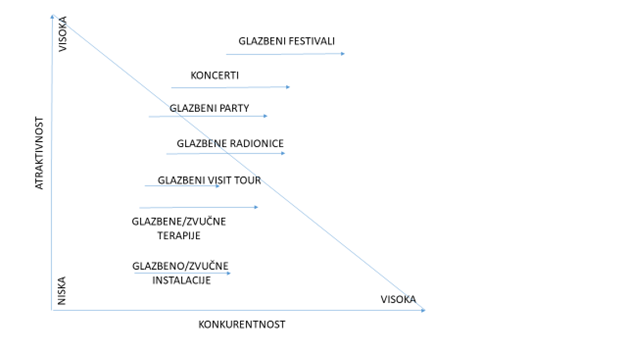 VISOKA
GLAZBENI FESTIVALI
KONCERTI
GLAZBENI PARTY
ATRAKTIVNOST
GLAZBENE RADIONICE
GLAZBENI VISIT TOUR
GLAZBENE/ZVUČNE
TERAPIJE
GLAZBENO/ZVUČNE
INSTALACIJE
NISKA
VISOKA
KONKURENTNOST